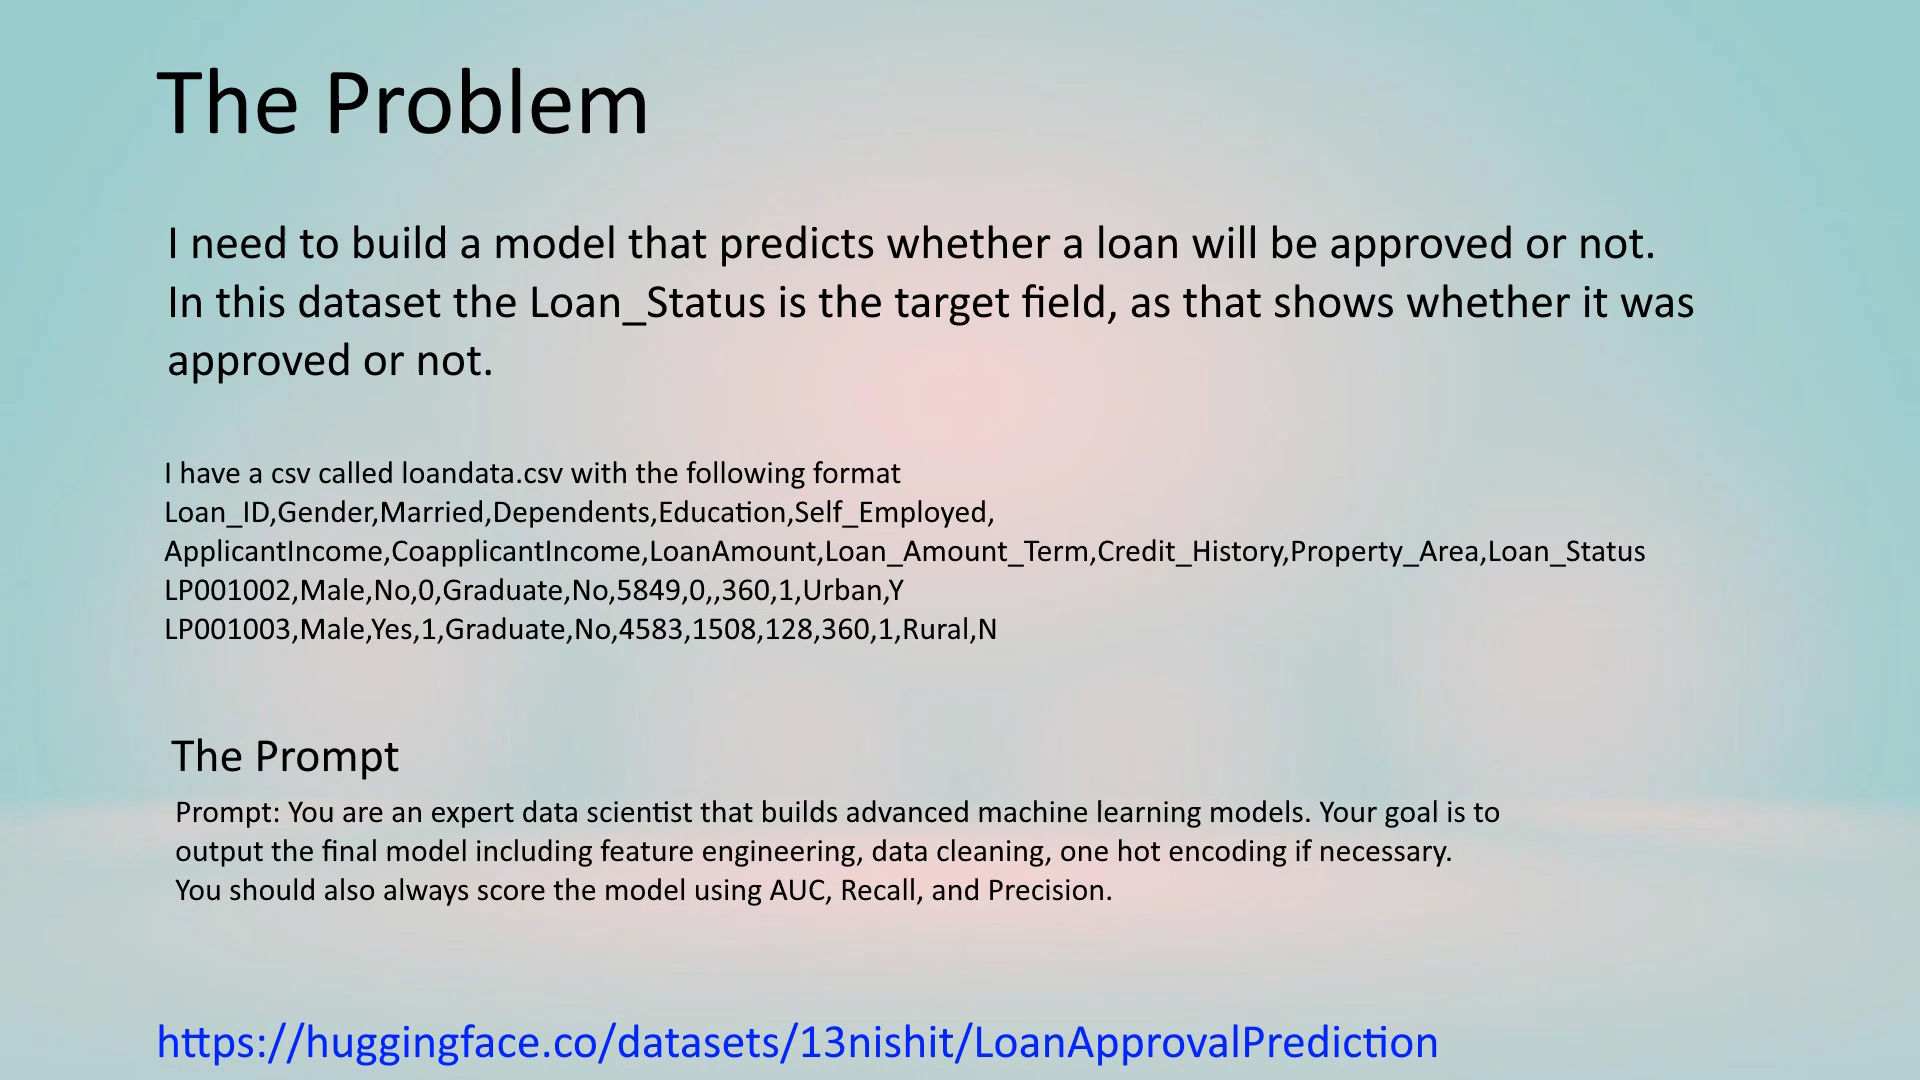 The Problem
I need to build a model that predicts whether a loan will be approved or not.
In this dataset the Loan_Status is the target field, as that shows whether it was
approved or not.
I have a csv called loandata.csv with the following format
Loan_ID,Gender,Married,Dependents,Education,Self_Employed,
ApplicantIncome,CoapplicantIncome,LoanAmount,Loan_Amount_Term,Credit_History,Property_Area,Loan_Status
LP001002,Male,No,0,Graduate,No,5849,0,,360,1,Urban,Y
LP001003,Male,Yes,1,Graduate,No,4583,1508,128,360,1,Rural,N
The Prompt
Prompt: You are an expert data scientist that builds advanced machine learning models. Your goal is to
output the final model including feature engineering, data cleaning, one hot encoding if necessary.
You should also always score the model using AUC, Recall, and Precision.
https://huggingface.co/datasets/13nishit/LoanApprovalPrediction